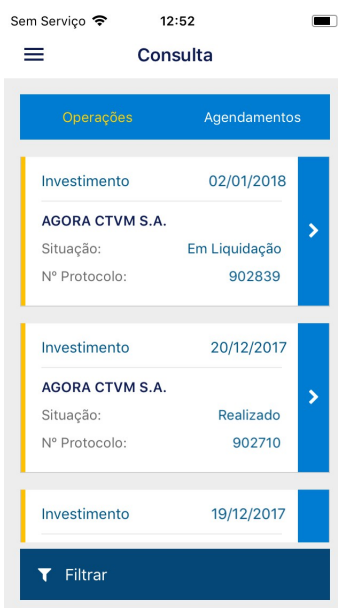 Sem Serviço 12:52
Consulta
Operações Agendamentos
Investimento 02/01/2018
AGORA CTVM S.A.
Situação: Em Liquidação
Nº Protocolo: 902839
Investimento 20/12/2017
AGORA CTVM S.A.
Situação: Realizado
Nº Protocolo: 902710
Investimento 19/12/2017
Filtrar